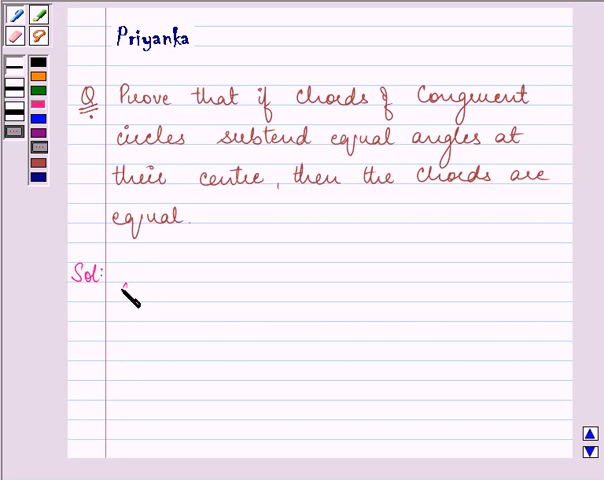 Priyanka
Q Prove that if chords of congruent
circles subtend equal angles at
their centre, then the chords are
equal.
Sol: